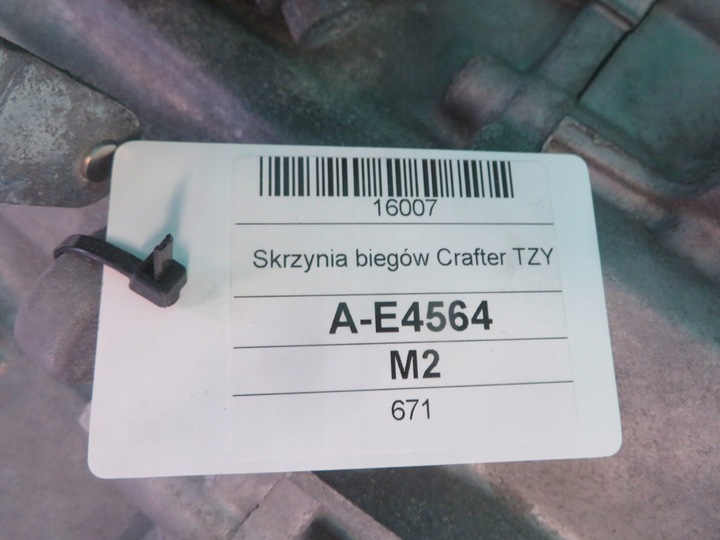 16007
Skrzynia biegów Crafter TZY
A-E4564
M2
671